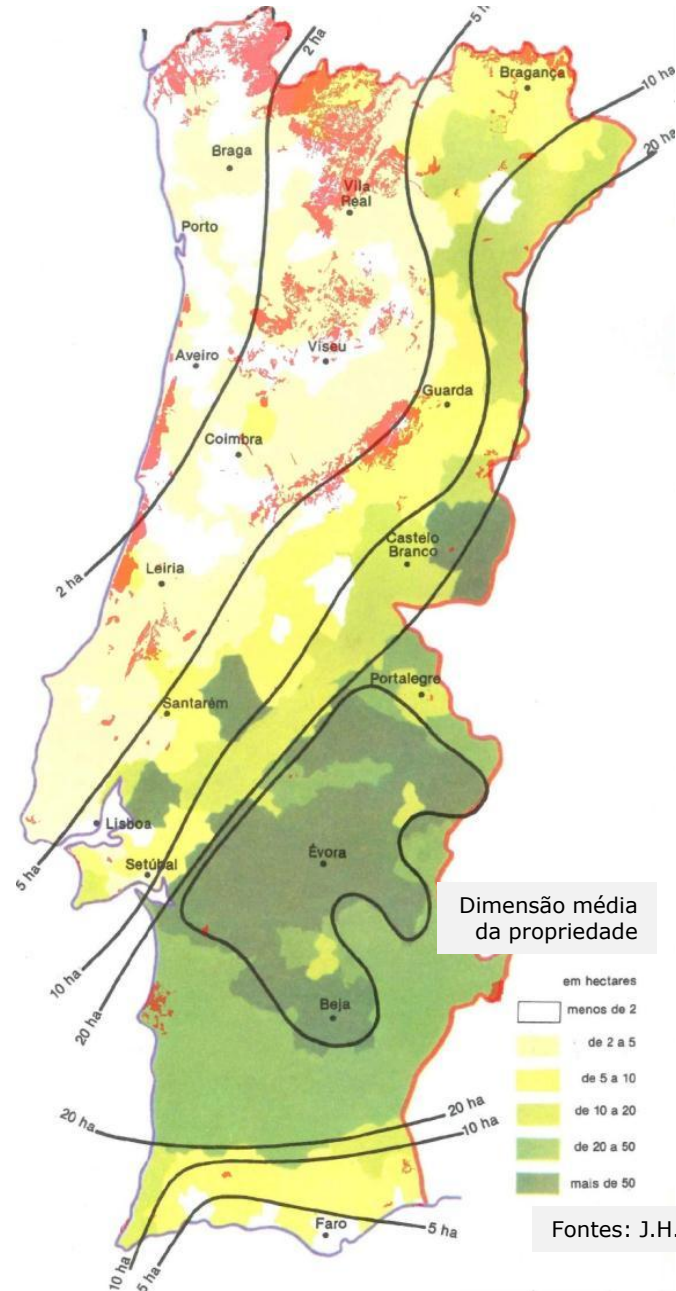 2 ha
5 ha
Bragança
10 ha
20 ha
Braga
Vila
Real
Porto
Aveiro
Viseu
Guarda
Coimbra
Castelo
Branco
2 ha
Leiria
Portalegre
Santarém
Lisboa
Évora
Setúbal
5 ha
Dimensão média
da propriedade
10 ha
em hectares
menos de 2
Beja
20 ha
de 2 a 5
de 5 a 10
20 ha
20 ha
de 10 a 20
10 ha
de 20 a 50
mais de 50
Faro
5 ha
Fontes: J.H.
10 ha
5 ha